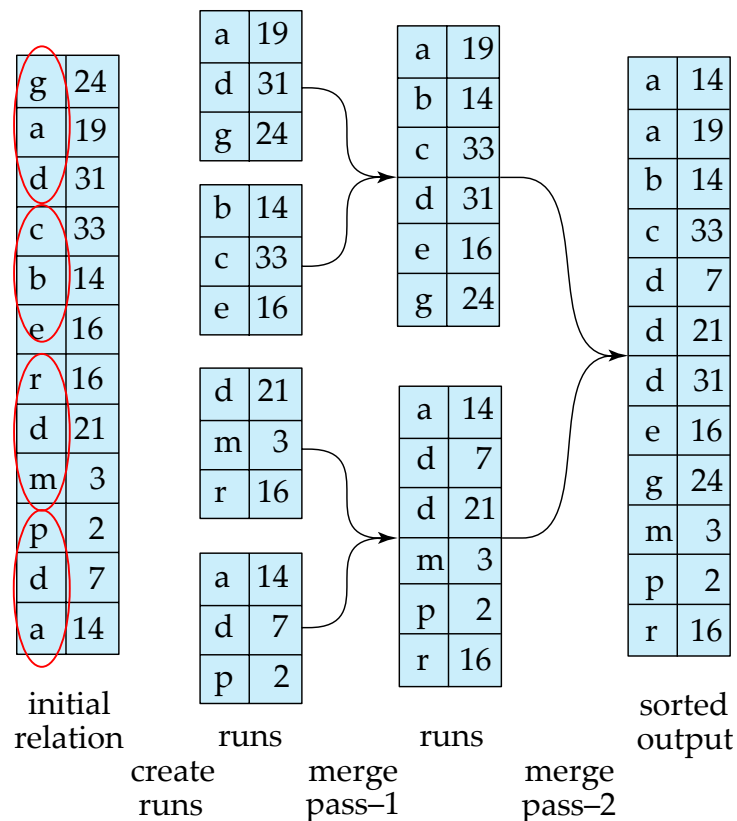 g 24
a 19
d 31
c 33
b 14
e 16
r 16
d 21
m 3
p 2
d 7
a 14
initial
relation
a 19
d 31
g 24
b 14
c 33
e 16
d 21
m 3
r 16
a 14
d 7
p 2
runs
a 19
b 14
c 33
d 31
e 16
g 24
a 14
d 7
d 21
m 3
p 2
r 16
runs
a 14
a 19
b 14
c 33
d 7
d 21
d 31
e 16
g 24
m 3
p 2
r 16
sorted
output
create
runs
merge
pass–1
merge
pass–2